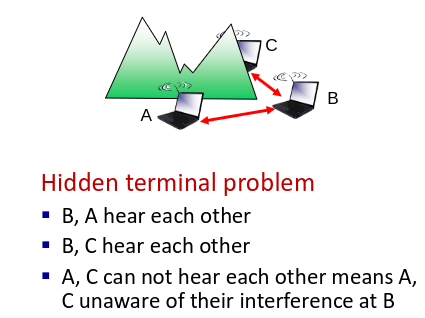 C
B
A
Hidden terminal problem
▪ B, A hear each other
▪ B, C hear each other
▪ A, C can not hear each other means A,
C unaware of their interference at B